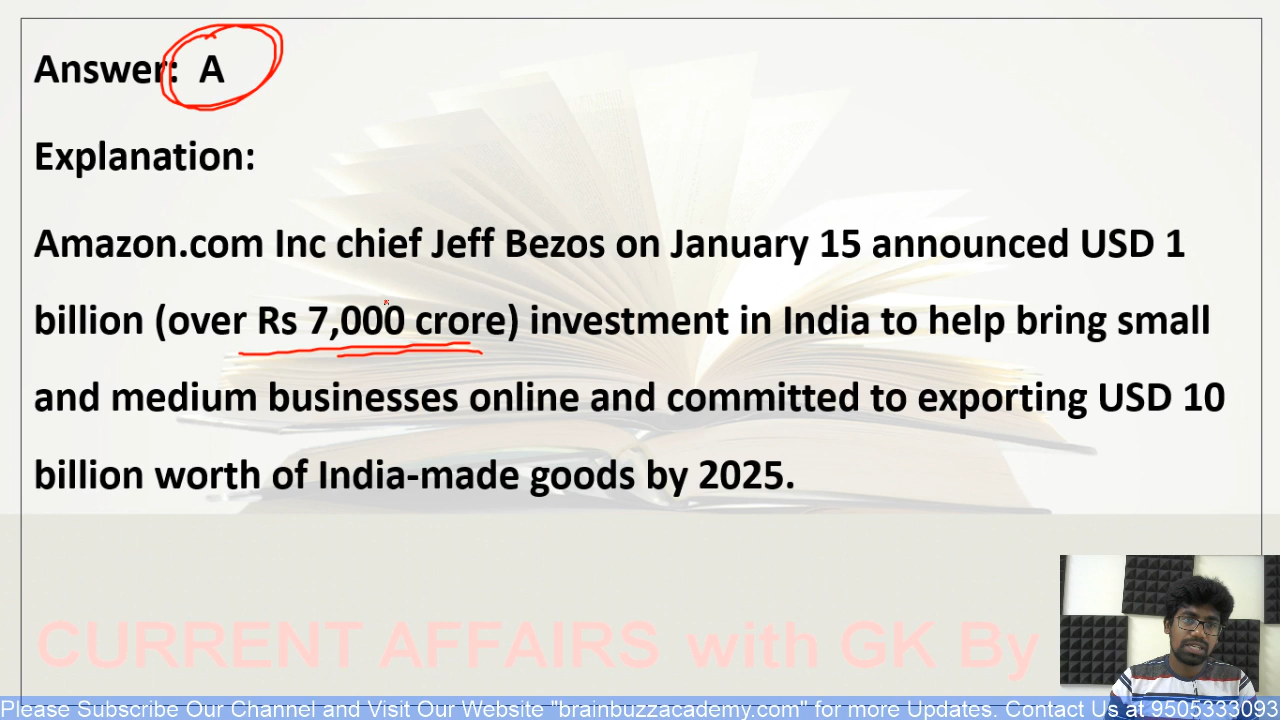 Answer: A
Explanation:
Amazon.com Inc chief Jeff Bezos on January 15 announced USD 1
billion (over Rs 7,000 crore) investment in India to help bring small
and medium businesses online and committed to exporting USD 10
billion worth of India-made goods by 2025.
CURRENT AFFAIRS with GK By
Please Subscribe Our Channel and Visit Our Website "brainbuzzacademy.com" for more Updates. Contact Us at 9505333093